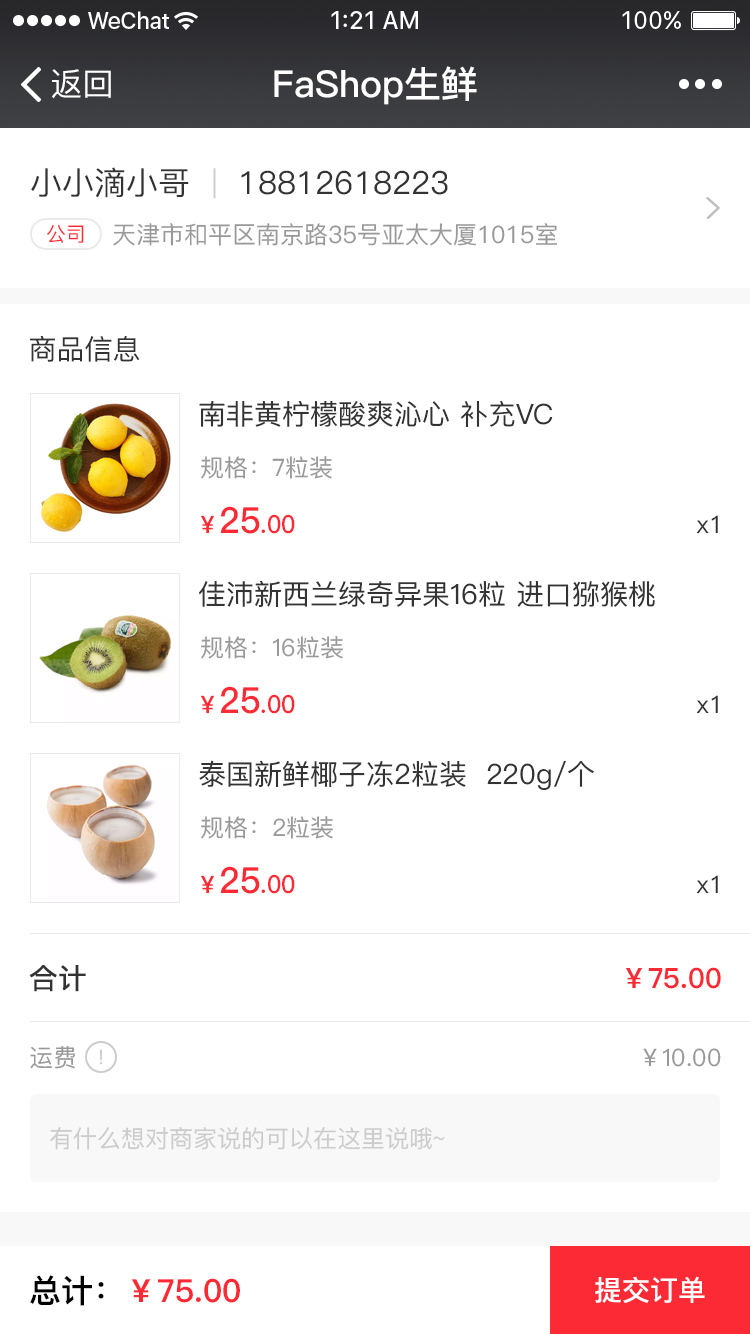 WeChat 1:21 AM 100%
返回 FaShop生鲜
小小滴小哥 | 18812618223
公司 天津市和平区南京路35号亚太大厦1015室
商品信息
南非黄柠檬酸爽沁心 补充VC
规格：7粒装
¥25.00 x1
佳沛新西兰绿奇异果16粒 进口猕猴桃
规格：16粒装
¥25.00 x1
泰国新鲜椰子冻2粒装 220g/个
规格：2粒装
¥25.00 x1
合计 ¥75.00
运费 ! ¥10.00
有什么想对商家说的可以在这里说哦~
总计：¥75.00 提交订单